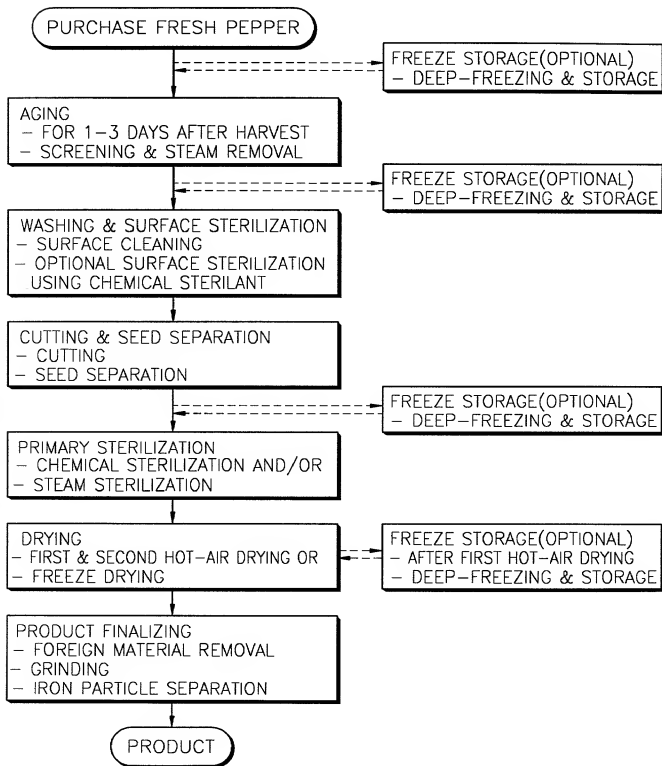 PURCHASE FRESH PEPPER
FREEZE STORAGE(OPTIONAL)
– DEEP–FREEZING & STORAGE
AGING
– FOR 1–3 DAYS AFTER HARVEST
– SCREENING & STEAM REMOVAL
FREEZE STORAGE(OPTIONAL)
– DEEP–FREEZING & STORAGE
WASHING & SURFACE STERILIZATION
– SURFACE CLEANING
– OPTIONAL SURFACE STERILIZATION
USING CHEMICAL STERILANT
CUTTING & SEED SEPARATION
– CUTTING
– SEED SEPARATION
FREEZE STORAGE(OPTIONAL)
– DEEP–FREEZING & STORAGE
PRIMARY STERILIZATION
– CHEMICAL STERILIZATION AND/OR
– STEAM STERILIZATION
DRYING
– FIRST & SECOND HOT–AIR DRYING OR
– FREEZE DRYING
FREEZE STORAGE(OPTIONAL)
– AFTER FIRST HOT–AIR DRYING
– DEEP–FREEZING & STORAGE
PRODUCT FINALIZING
– FOREIGN MATERIAL REMOVAL
– GRINDING
– IRON PARTICLE SEPARATION
PRODUCT